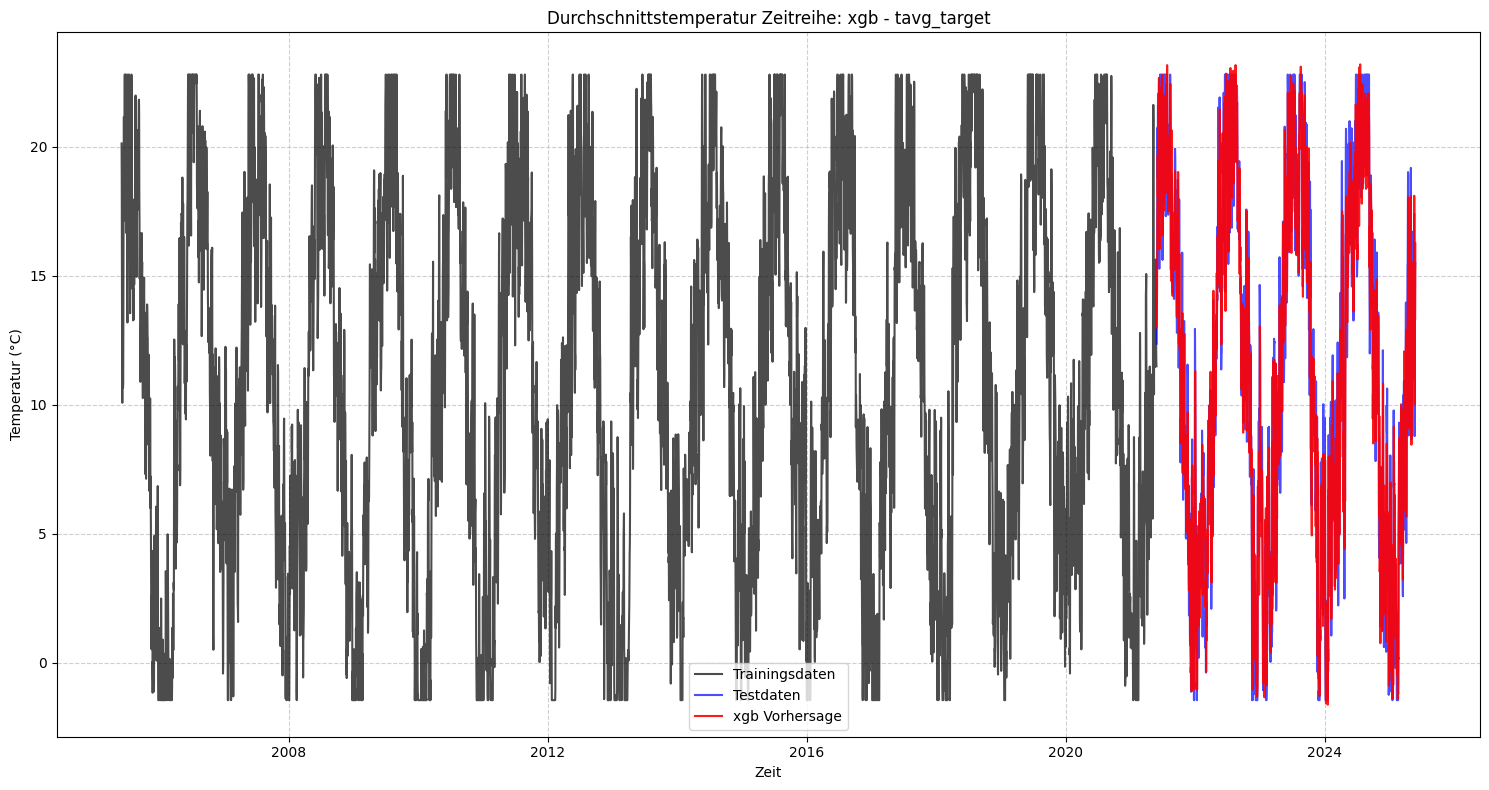 Durchschnittstemperatur Zeitreihe: xgb - tavg_target
Temperatur (°C)
20
15
10
5
0
Trainingsdaten
Testdaten
xgb Vorhersage
2008
2012
2016
2020
2024
Zeit